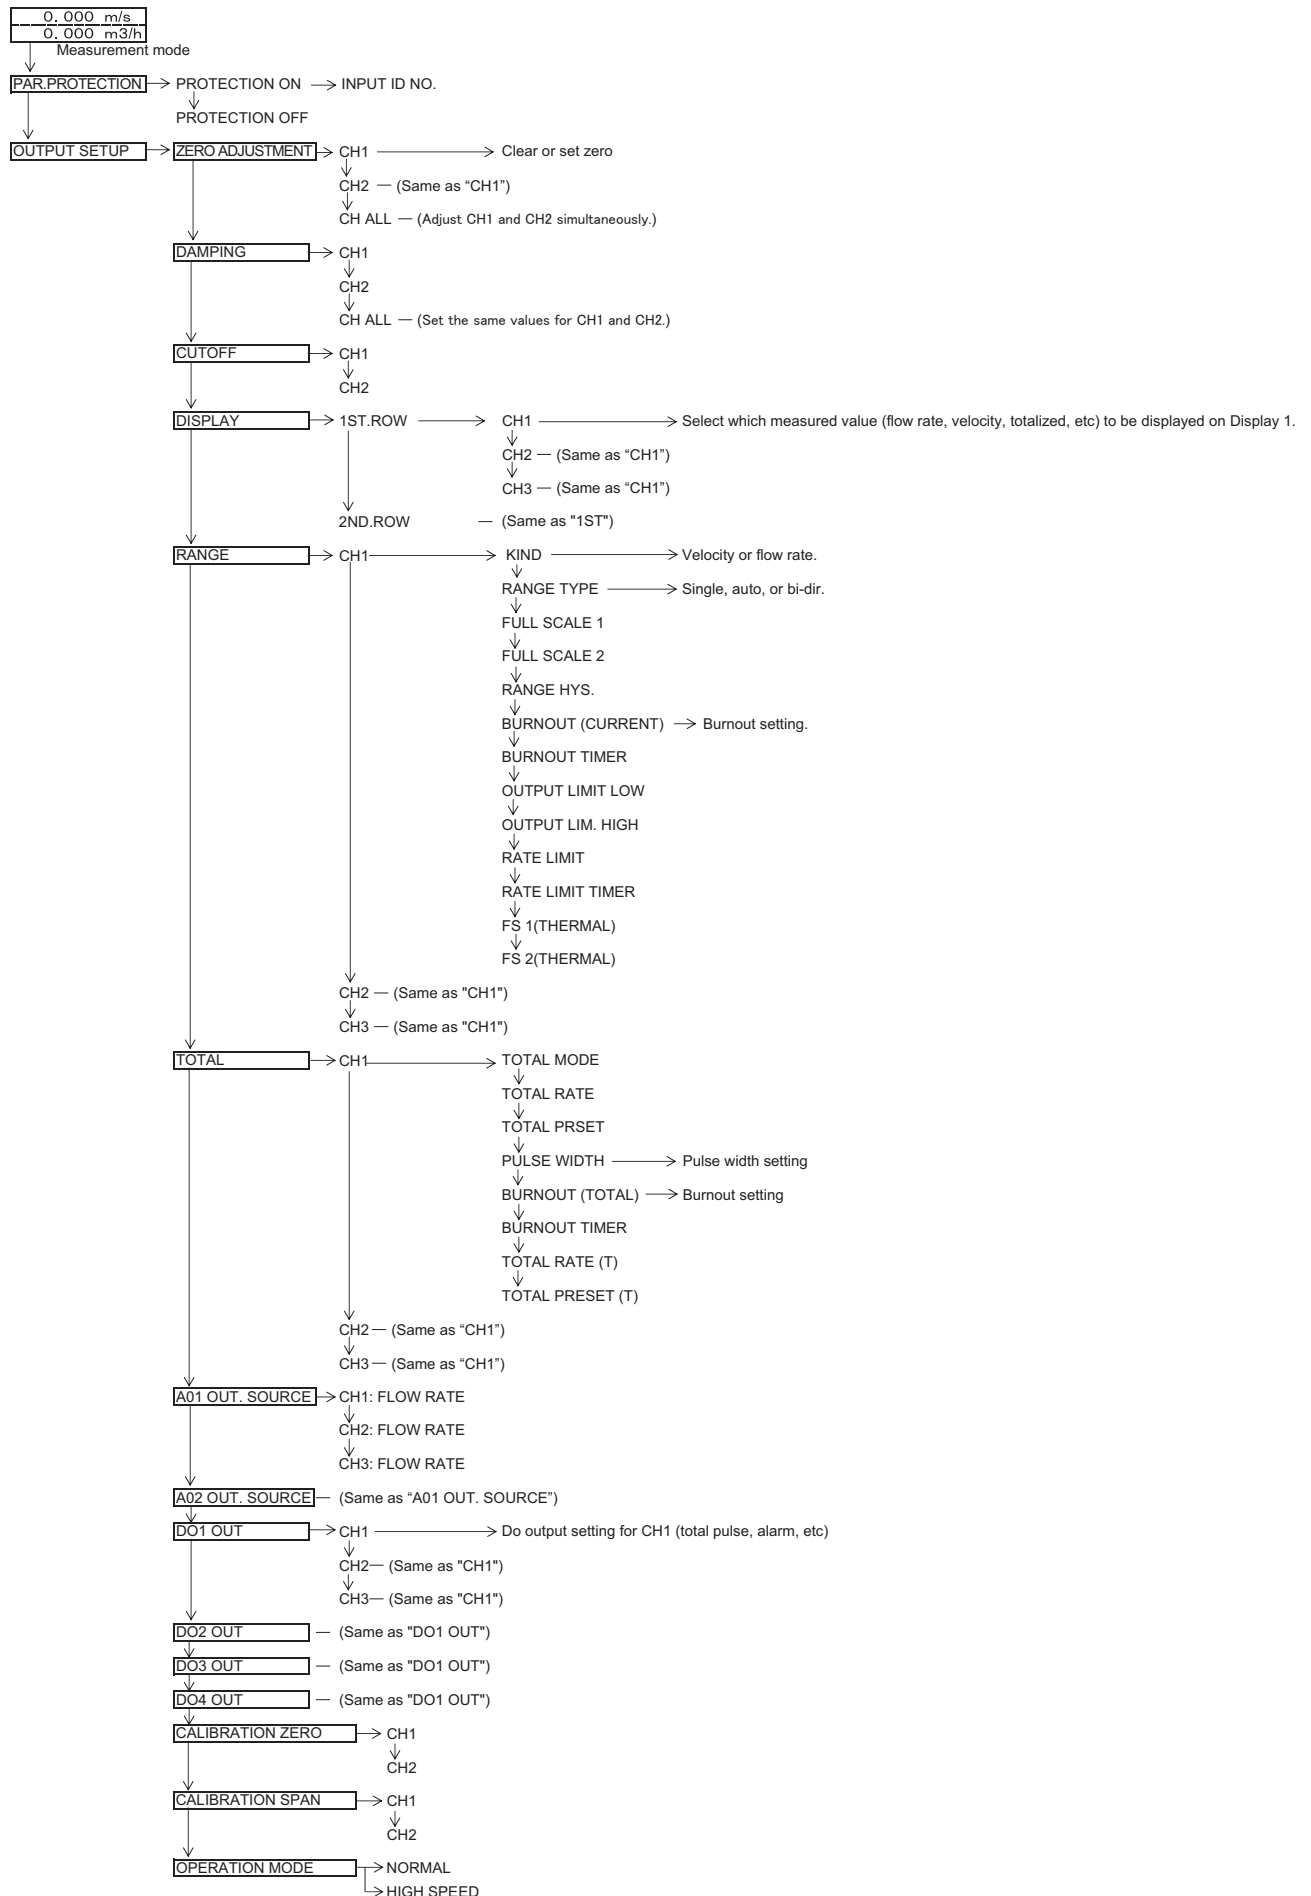 0. 000 m/s
0. 000 m3/h
Measurement mode
PAR.PROTECTION PROTECTION ON INPUT ID NO.
PROTECTION OFF
OUTPUT SETUP ZERO ADJUSTMENT CH1 Clear or set zero
CH2 — (Same as “CH1”)
CH ALL — (Adjust CH1 and CH2 simultaneously.)
DAMPING CH1
CH2
CH ALL — (Set the same values for CH1 and CH2.)
CUTOFF CH1
CH2
DISPLAY 1ST.ROW CH1 Select which measured value (flow rate, velocity, totalized, etc) to be displayed on Display 1.
CH2 — (Same as “CH1”)
CH3 — (Same as “CH1”)
2ND.ROW — (Same as "1ST")
RANGE CH1 KIND Velocity or flow rate.
RANGE TYPE Single, auto, or bi-dir.
FULL SCALE 1
FULL SCALE 2
RANGE HYS.
BURNOUT (CURRENT) Burnout setting.
BURNOUT TIMER
OUTPUT LIMIT LOW
OUTPUT LIM. HIGH
RATE LIMIT
RATE LIMIT TIMER
FS 1(THERMAL)
FS 2(THERMAL)
CH2 — (Same as "CH1")
CH3 — (Same as "CH1")
TOTAL CH1 TOTAL MODE
TOTAL RATE
TOTAL PRSET
PULSE WIDTH Pulse width setting
BURNOUT (TOTAL) Burnout setting
BURNOUT TIMER
TOTAL RATE (T)
TOTAL PRESET (T)
CH2 — (Same as “CH1”)
CH3 — (Same as “CH1”)
A01 OUT. SOURCE CH1: FLOW RATE
CH2: FLOW RATE
CH3: FLOW RATE
A02 OUT. SOURCE — (Same as “A01 OUT. SOURCE”)
DO1 OUT CH1 Do output setting for CH1 (total pulse, alarm, etc)
CH2— (Same as "CH1")
CH3— (Same as "CH1")
DO2 OUT — (Same as "DO1 OUT")
DO3 OUT — (Same as "DO1 OUT")
DO4 OUT — (Same as "DO1 OUT")
CALIBRATION ZERO CH1
CH2
CALIBRATION SPAN CH1
CH2
OPERATION MODE NORMAL
HIGH SPEED